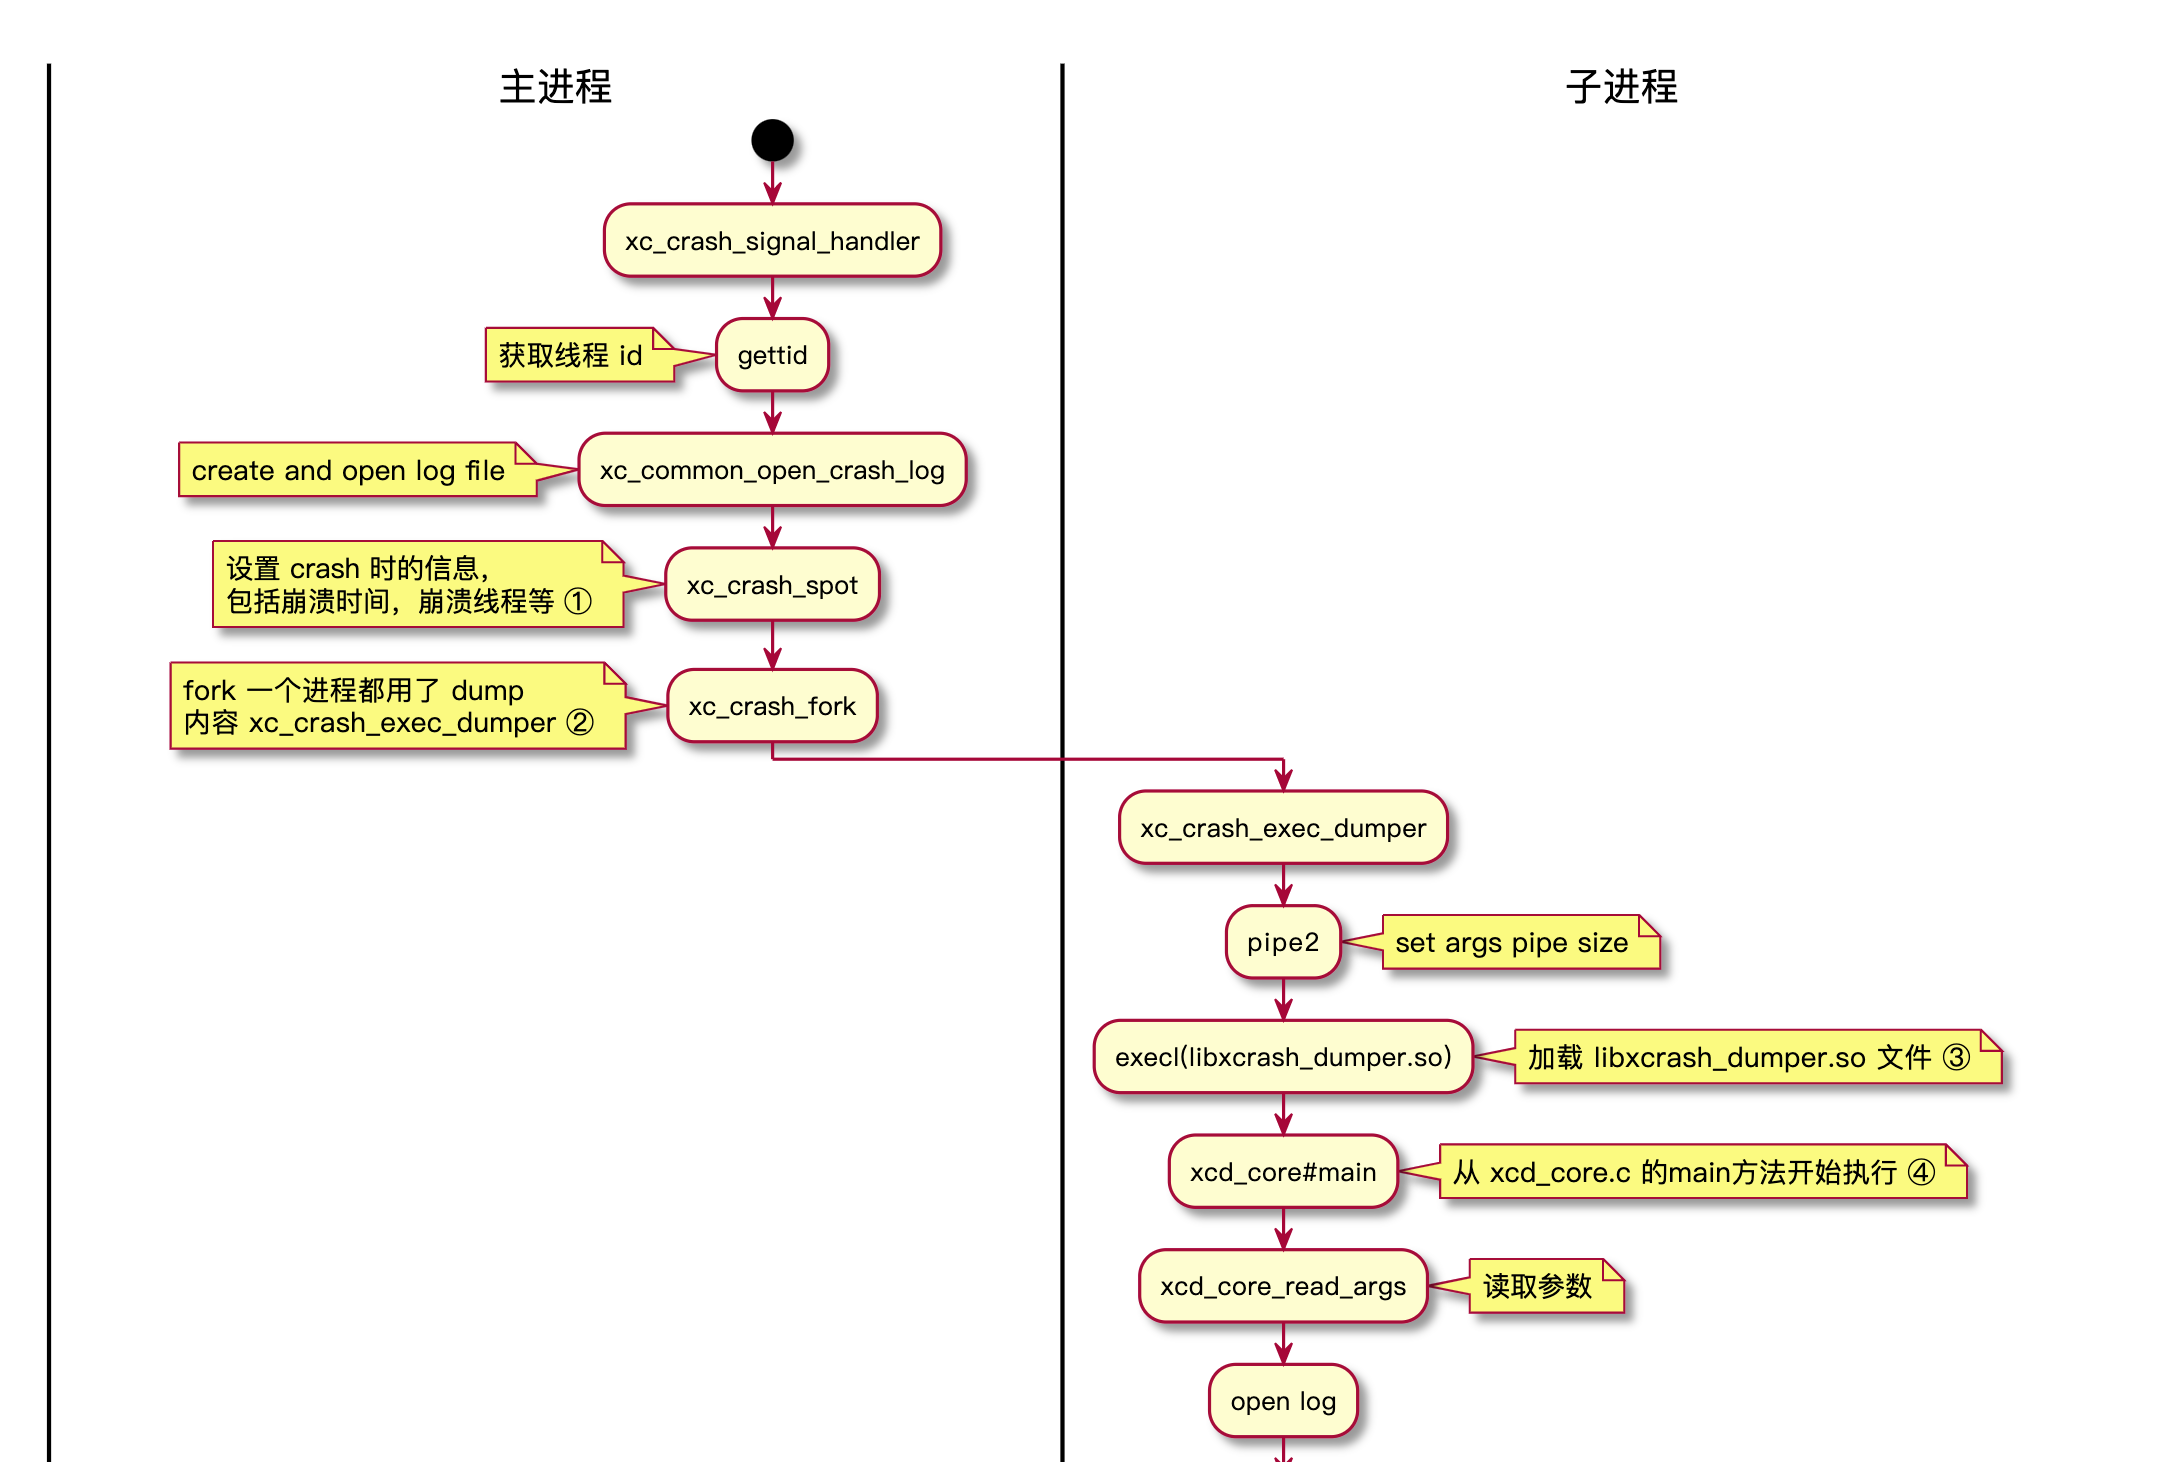 主进程
子进程
xc_crash_signal_handler
获取线程 id
gettid
create and open log file
xc_common_open_crash_log
设置 crash 时的信息，
包括崩溃时间，崩溃线程等 ①
xc_crash_spot
fork 一个进程都用了 dump
内容 xc_crash_exec_dumper ②
xc_crash_fork
xc_crash_exec_dumper
pipe2
set args pipe size
execl(libxcrash_dumper.so)
加载 libxcrash_dumper.so 文件 ③
xcd_core#main
从 xcd_core.c 的main方法开始执行 ④
xcd_core_read_args
读取参数
open log